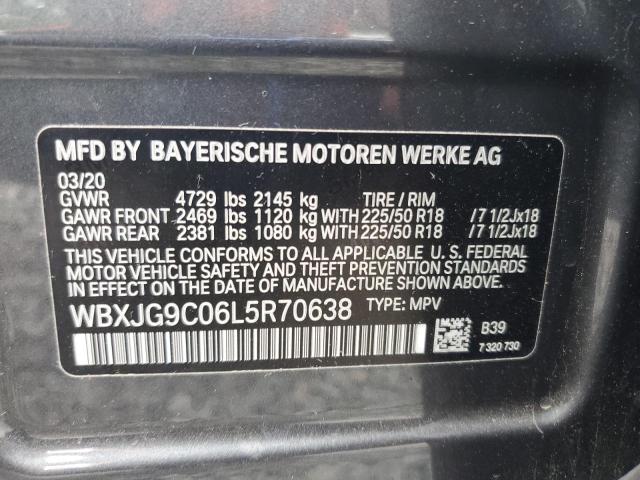 MFD BY BAYERISCHE MOTOREN WERKE AG
03/20
GVWR 4729 lbs 2145 kg TIRE / RIM
GAWR FRONT 2469 lbs 1120 kg WITH 225/50 R18 /7 1/2Jx18
GAWR REAR 2381 lbs 1080 kg WITH 225/50 R18 /7 1/2Jx18
THIS VEHICLE CONFORMS TO ALL APPLICABLE U. S. FEDERAL
MOTOR VEHICLE SAFETY AND THEFT PREVENTION STANDARDS
IN EFFECT ON THE DATE OF MANUFACTURE SHOWN ABOVE.
WBXJG9C06L5R70638 TYPE: MPV
B39
7 320 730